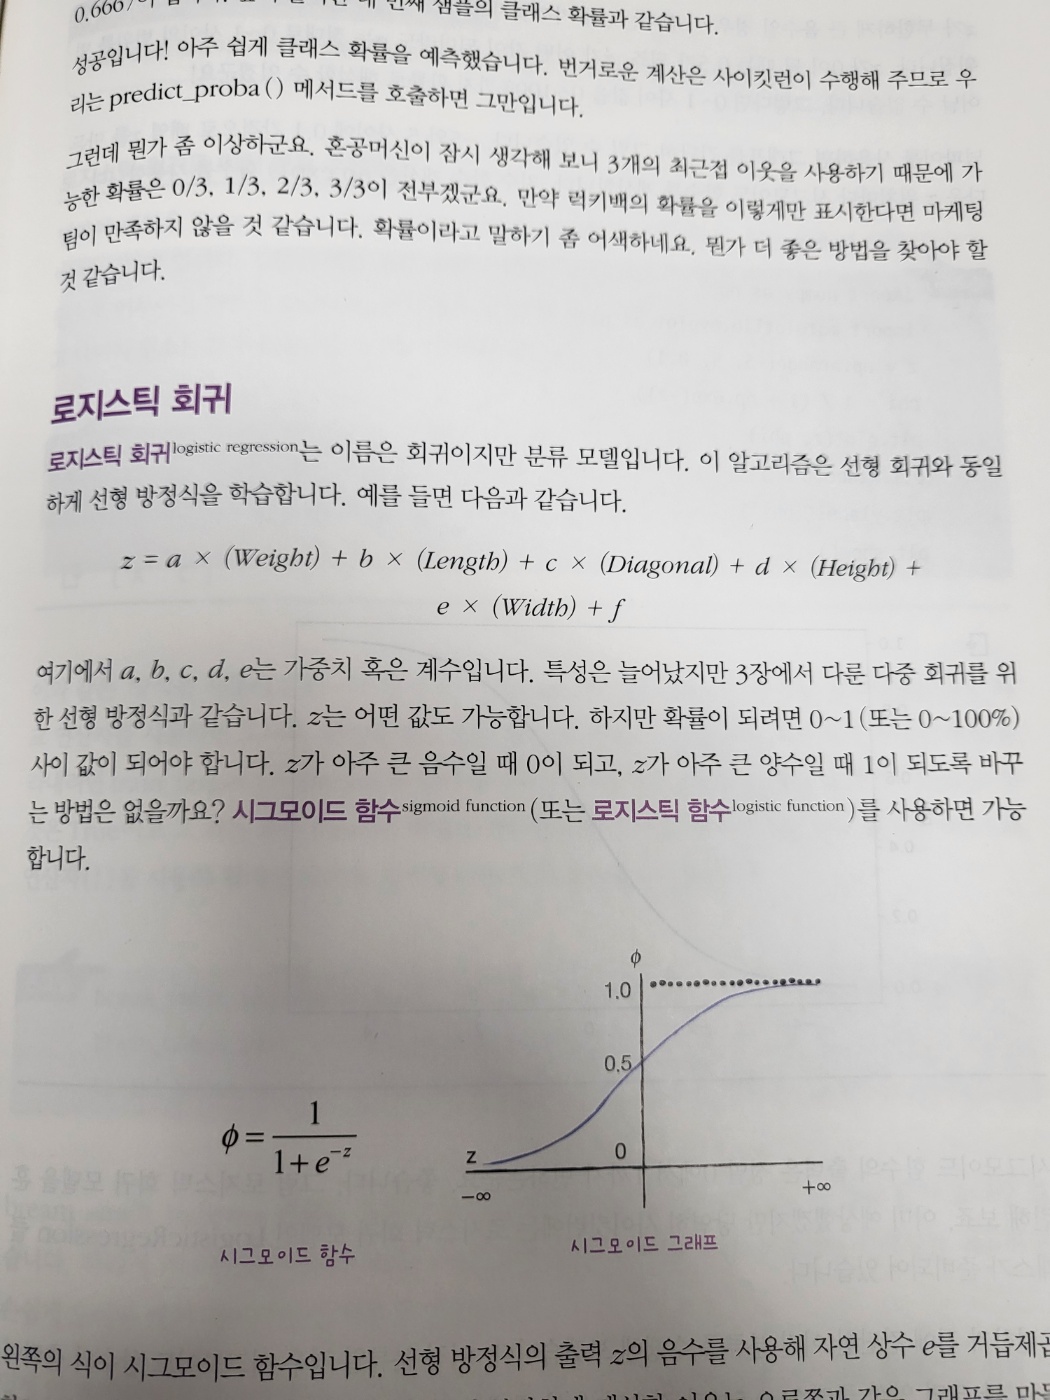 0.6667이 번째 샘플의 클래스 확률과 같습니다.
성공입니다! 아주 쉽게 클래스 확률을 예측했습니다. 번거로운 계산은 사이킷런이 수행해 주므로 우
리는 predict_proba() 메서드를 호출하면 그만입니다.
그런데 뭔가 좀 이상하군요. 혼공머신이 잠시 생각해 보니 3개의 최근접 이웃을 사용하기 때문에 가
능한 확률은 0/3, 1/3, 2/3, 3/3이 전부겠군요. 만약 럭키백의 확률을 이렇게만 표시한다면 마케팅
팀이 만족하지 않을 것 같습니다. 확률이라고 말하기 좀 어색하네요. 뭔가 더 좋은 방법을 찾아야 할
것 같습니다.
로지스틱 회귀
로지스틱 회귀logistic regression는 이름은 회귀이지만 분류 모델입니다. 이 알고리즘은 선형 회귀와 동일
하게 선형 방정식을 학습합니다. 예를 들면 다음과 같습니다.
z = a × (Weight) + b × (Length) + c × (Diagonal) + d × (Height) +
e × (Width) + f
여기에서 a, b, c, d, e는 가중치 혹은 계수입니다. 특성은 늘어났지만 3장에서 다룬 다중 회귀를 위
한 선형 방정식과 같습니다. z는 어떤 값도 가능합니다. 하지만 확률이 되려면 0~1(또는 0~100%)
사이 값이 되어야 합니다. z가 아주 큰 음수일 때 0이 되고, z가 아주 큰 양수일 때 1이 되도록 바꾸
는 방법은 없을까요? 시그모이드 함수sigmoid function(또는 로지스틱 함수logistic function)를 사용하면 가능
합니다.
ϕ
1.0
0.5
0
z
-∞
+∞
ϕ = 1 / (1 + e^-z)
시그모이드 함수
시그모이드 그래프
왼쪽의 식이 시그모이드 함수입니다. 선형 방정식의 출력 z의 음수를 사용해 자연 상수 e를 거듭제곱